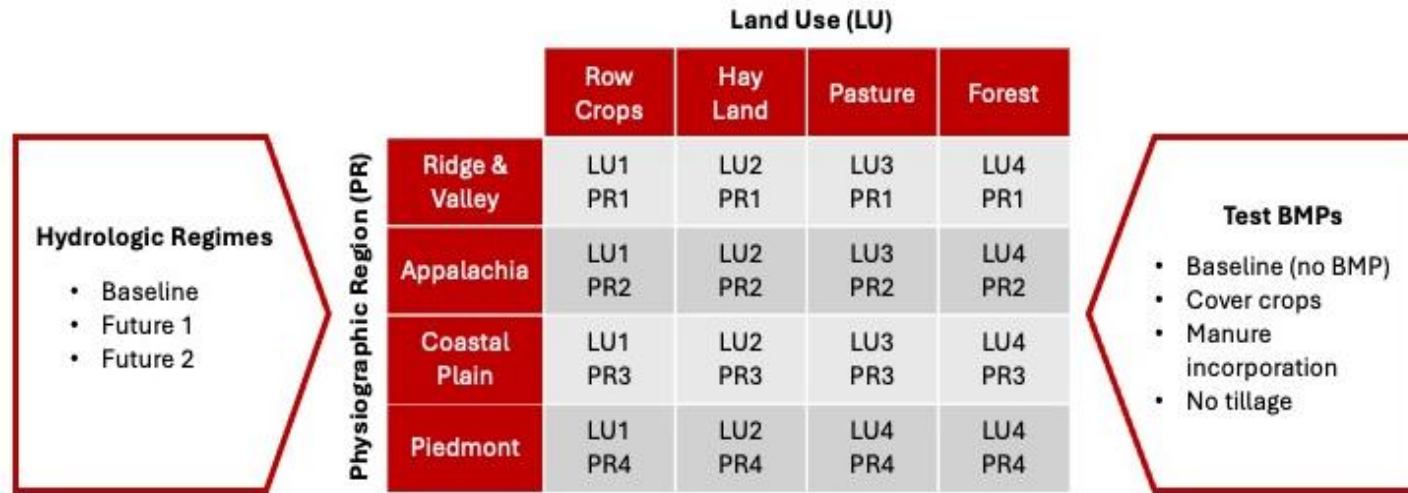 Land Use (LU)
Row
Crops
Hay
Land
Pasture
Forest
Physiographic Region (PR)
Ridge &
Valley
LU1
PR1
LU2
PR1
LU3
PR1
LU4
PR1
Appalachia
LU1
PR2
LU2
PR2
LU3
PR2
LU4
PR2
Coastal
Plain
LU1
PR3
LU2
PR3
LU3
PR3
LU4
PR3
Piedmont
LU1
PR4
LU2
PR4
LU4
PR4
LU4
PR4
Hydrologic Regimes
• Baseline
• Future 1
• Future 2
Test BMPs
• Baseline (no BMP)
• Cover crops
• Manure
incorporation
• No tillage